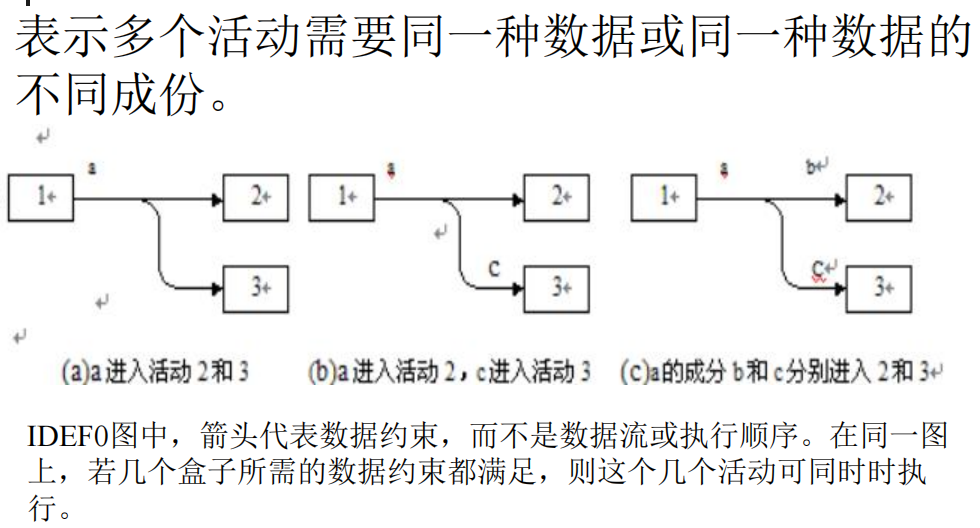 表示多个活动需要同一种数据或同一种数据的
不同成份。
a
1
2
3
a
1
2
C
3
a
b
1
2
C
3
(a)a进入活动2和3
(b)a进入活动2，c进入活动3
(c)a的成分b和c分别进入2和3
IDEF0图中，箭头代表数据约束，而不是数据流或执行顺序。在同一图
上，若几个盒子所需的数据约束都满足，则这个几个活动可同时时执
行。